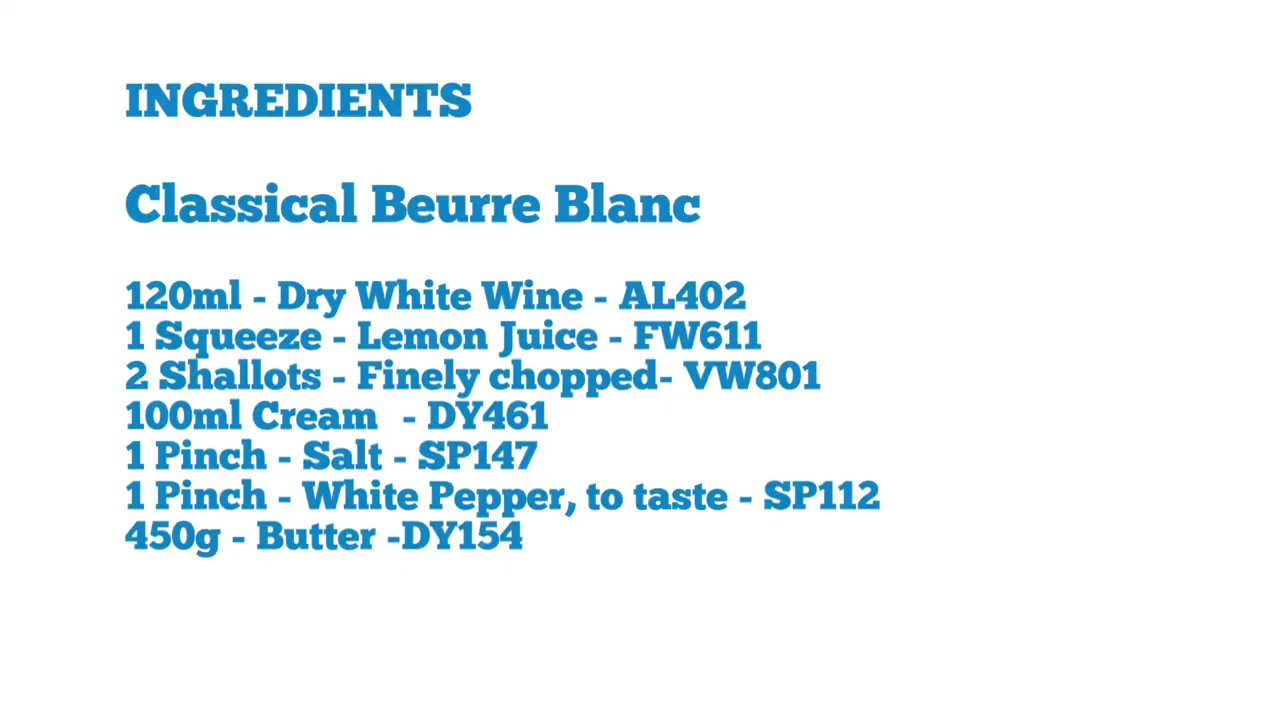 INGREDIENTS
Classical Beurre Blanc
120ml - Dry White Wine - AL402
1 Squeeze - Lemon Juice - FW611
2 Shallots - Finely chopped- VW801
100ml Cream  - DY461
1 Pinch - Salt - SP147
1 Pinch - White Pepper, to taste - SP112
450g - Butter -DY154